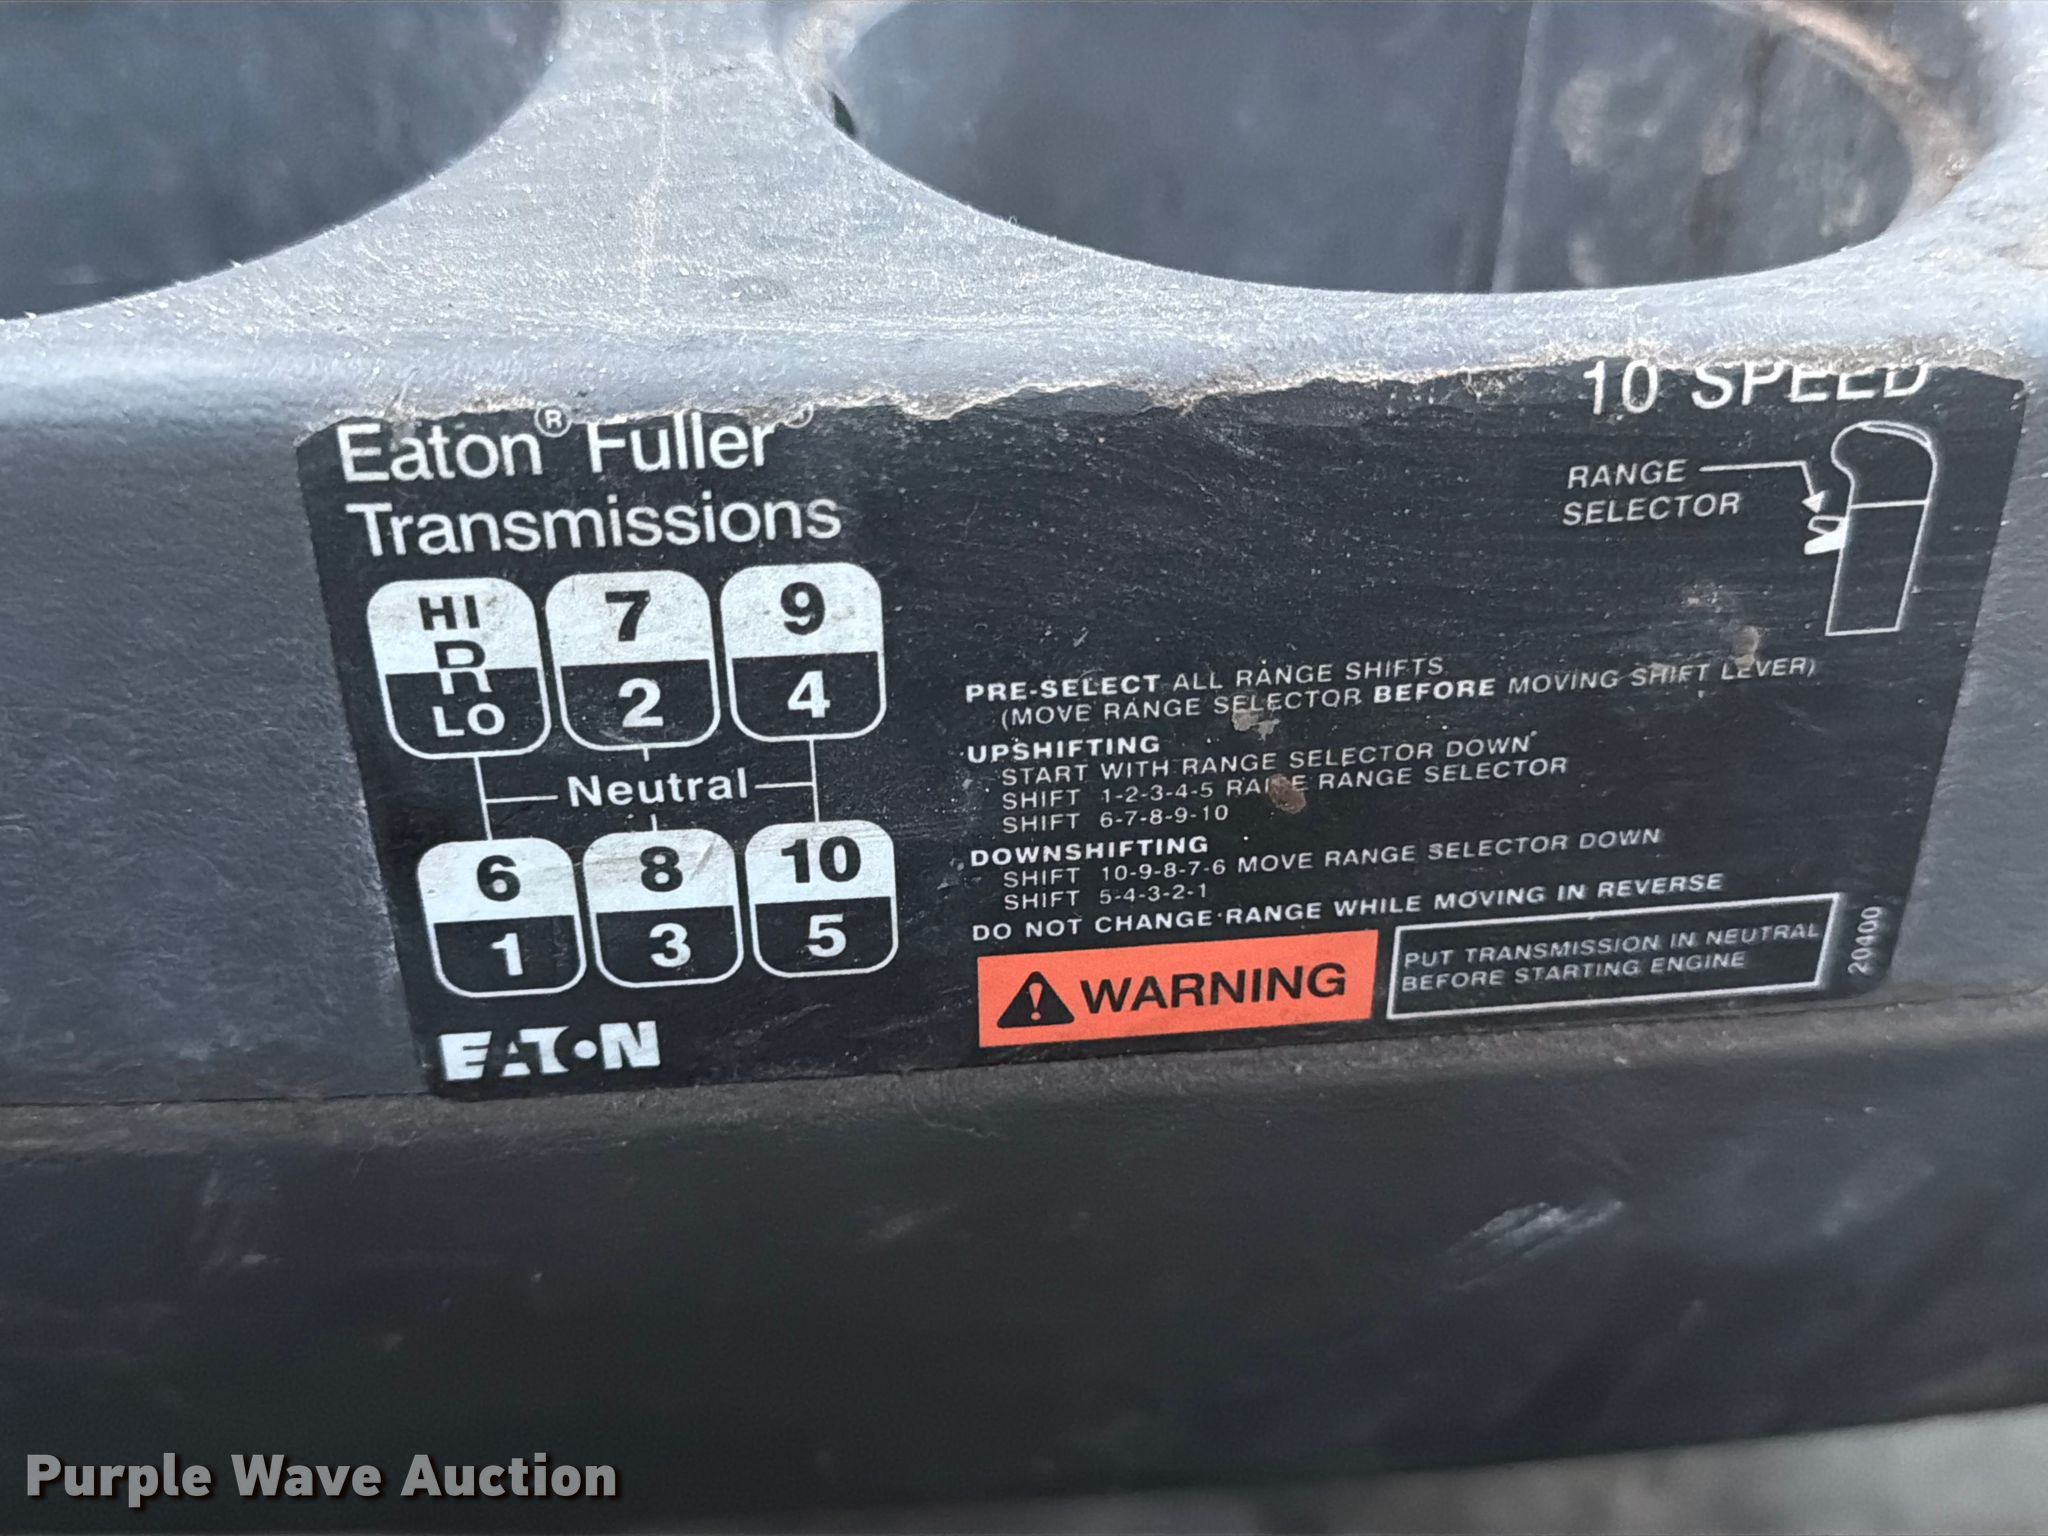 Eaton® Fuller®
Transmissions
10 SPEED
RANGE
SELECTOR
HI
R
LO
7
2
9
4
Neutral
6
1
8
3
10
5
EATON
PRE-SELECT ALL RANGE SHIFTS
(MOVE RANGE SELECTOR BEFORE MOVING SHIFT LEVER)
UPSHIFTING
START WITH RANGE SELECTOR DOWN
SHIFT 1-2-3-4-5 RAISE RANGE SELECTOR
SHIFT 6-7-8-9-10
DOWNSHIFTING
SHIFT 10-9-8-7-6 MOVE RANGE SELECTOR DOWN
SHIFT 5-4-3-2-1
DO NOT CHANGE RANGE WHILE MOVING IN REVERSE
WARNING
PUT TRANSMISSION IN NEUTRAL
BEFORE STARTING ENGINE
20400
Purple Wave Auction